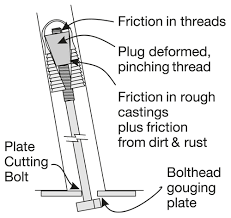 Friction in threads
Plug deformed,
pinching thread
Friction in rough
castings
plus friction
from dirt & rust
Plate
Cutting
Bolt
Bolthead
gouging
plate